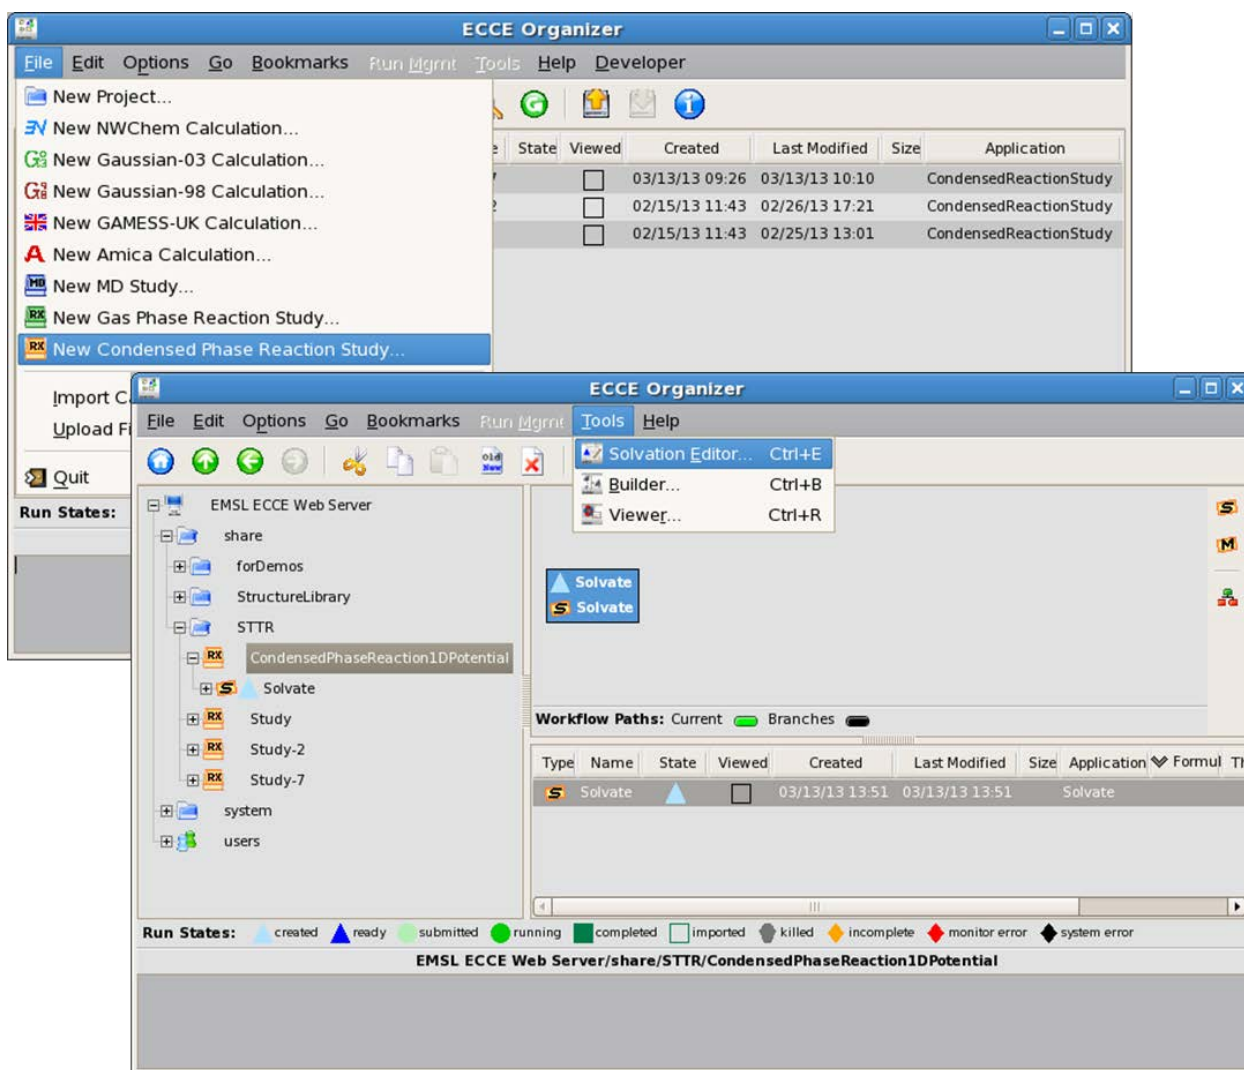 ECCE Organizer
File Edit Options Go Bookmarks Run Mgmt Tools Help Developer
New Project...
New NWChem Calculation...
New Gaussian-03 Calculation...
New Gaussian-98 Calculation...
New GAMESS-UK Calculation...
New Amica Calculation...
New MD Study...
New Gas Phase Reaction Study...
New Condensed Phase Reaction Study...
Import C
Upload Fi
Quit
Run States:
State Viewed Created Last Modified Size Application
03/13/13 09:26 03/13/13 10:10 CondensedReactionStudy
02/15/13 11:43 02/26/13 17:21 CondensedReactionStudy
02/15/13 11:43 02/25/13 13:01 CondensedReactionStudy
ECCE Organizer
File Edit Options Go Bookmarks Run Mgmt Tools Help
Solvation Editor... Ctrl+E
Builder... Ctrl+B
Viewer... Ctrl+R
EMSL ECCE Web Server
share
forDemos
StructureLibrary
STTR
CondensedPhaseReaction1DPotential
Solvate
Study
Study-2
Study-7
system
users
Solvate
Solvate
Workflow Paths: Current Branches
Type Name State Viewed Created Last Modified Size Application Formul Th
Solvate 03/13/13 13:51 03/13/13 13:51 Solvate
Run States: created ready submitted running completed imported killed incomplete monitor error system error
EMSL ECCE Web Server/share/STTR/CondensedPhaseReaction1DPotential